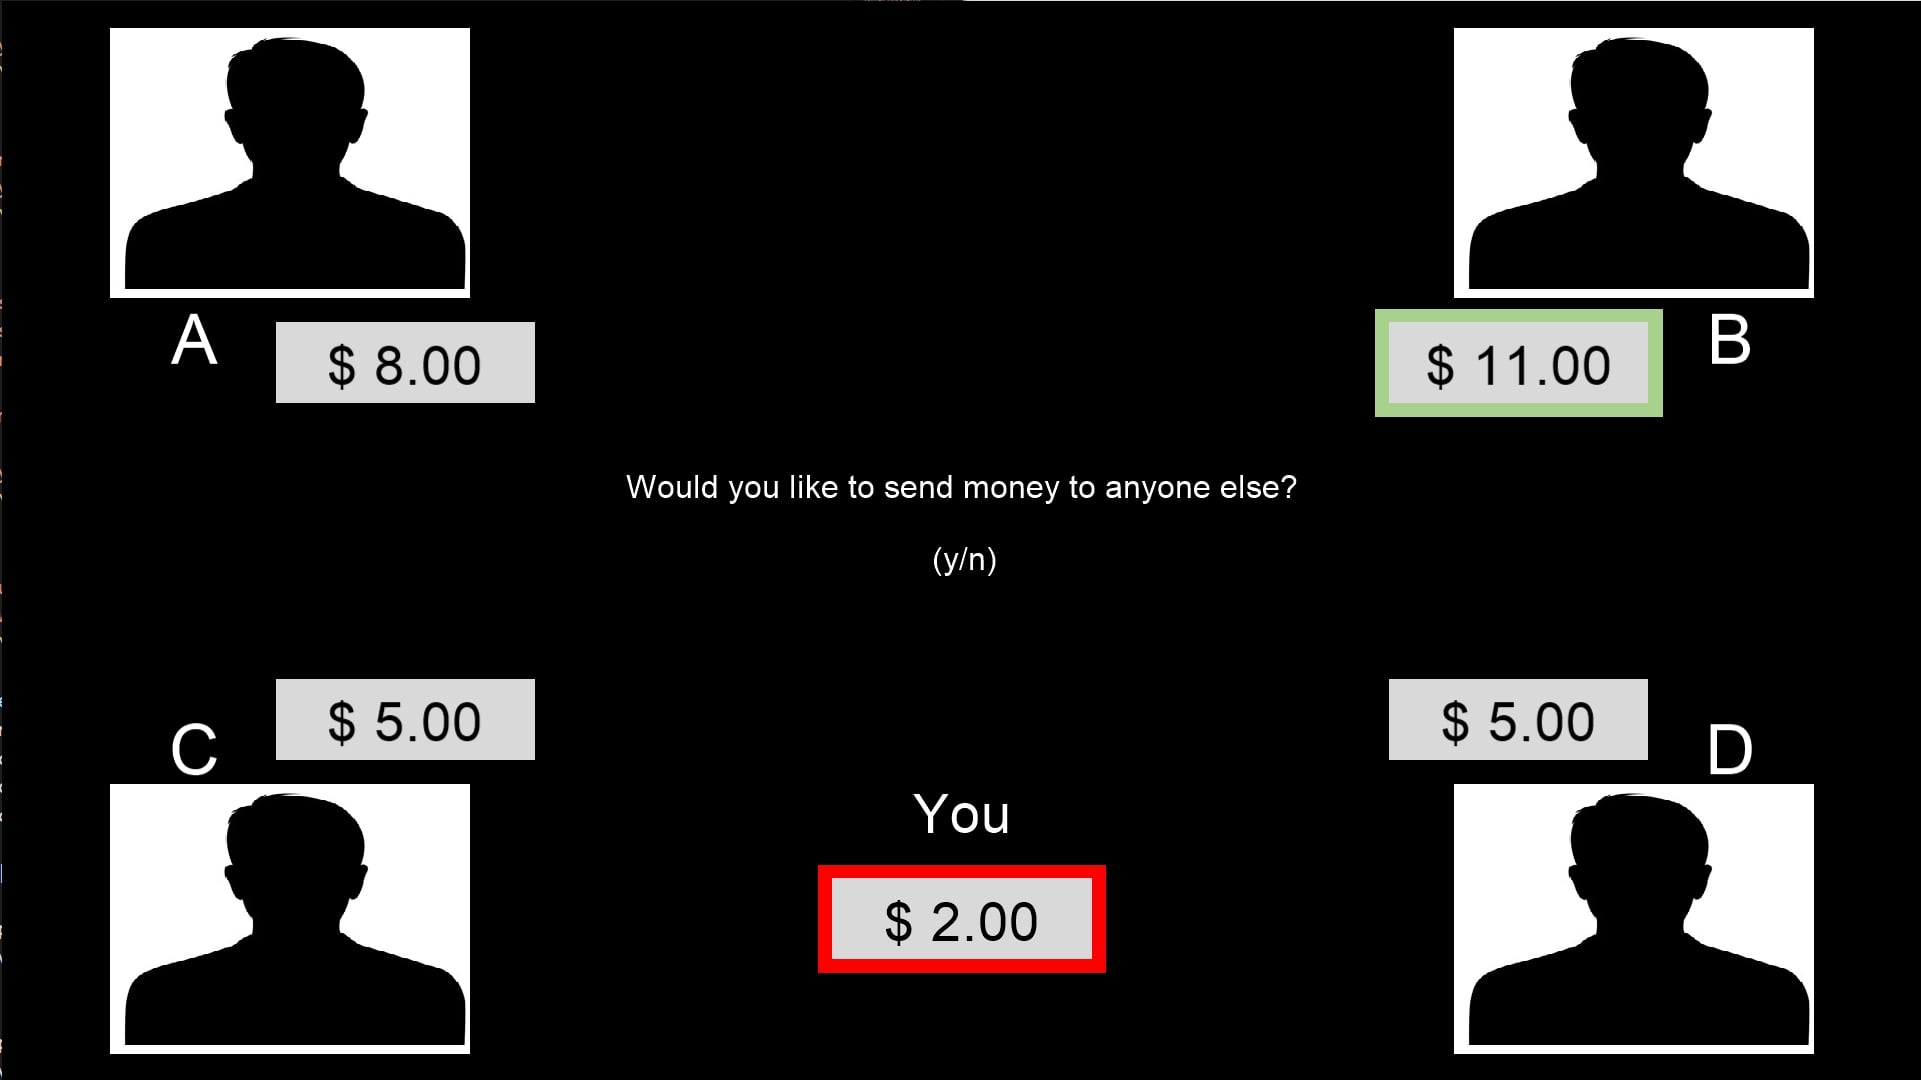 A
$ 8.00
$ 11.00
B
Would you like to send money to anyone else?
(y/n)
C
$ 5.00
$ 5.00
D
You
$ 2.00